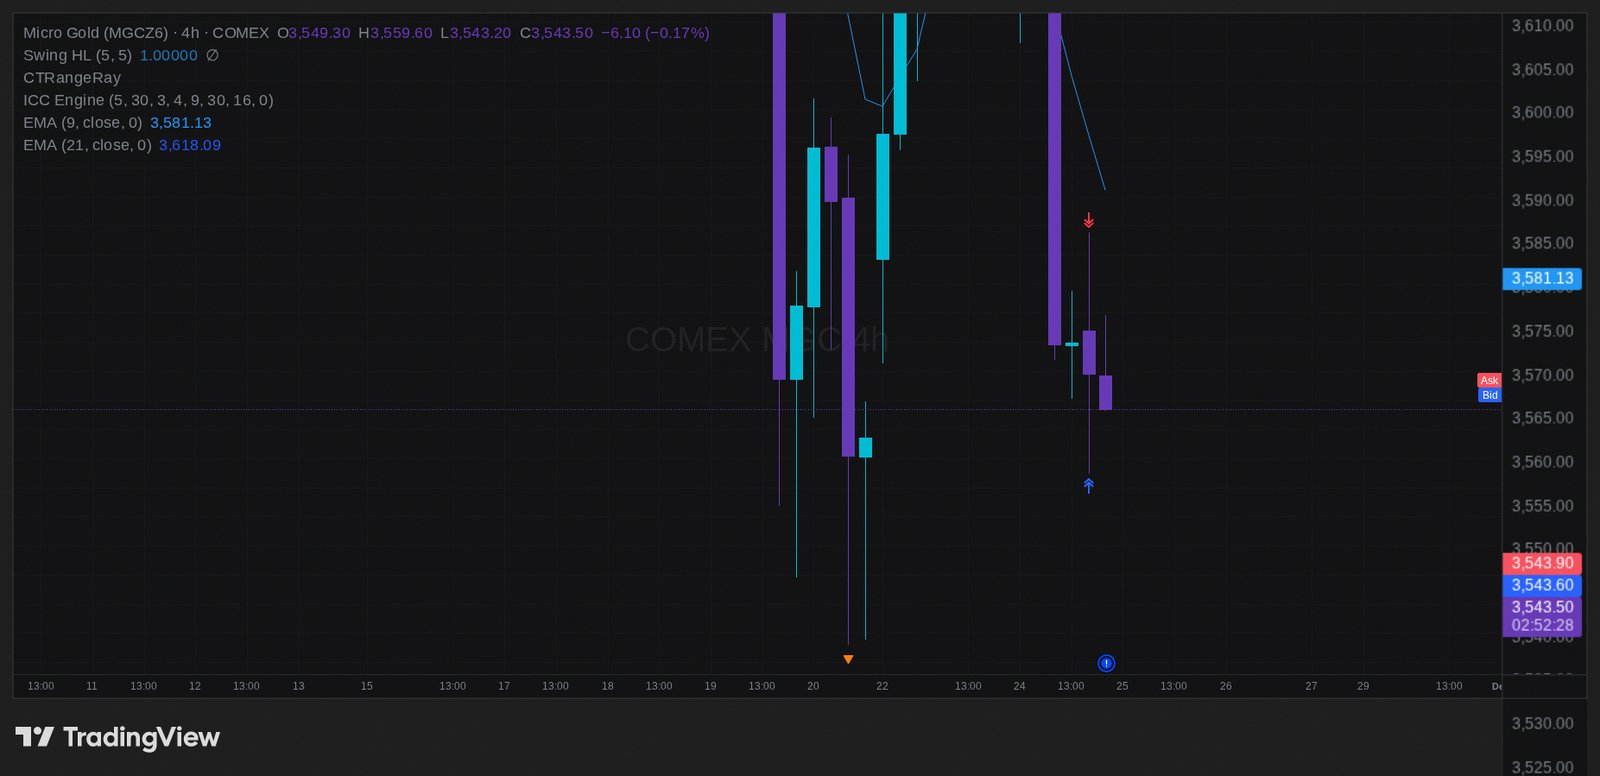 Micro Gold (MGCZ6) · 4h · COMEX O3,549.30 H3,559.60 L3,543.20 C3,543.50 −6.10 (−0.17%)
Swing HL (5, 5) 1.00000 ∅
CTRangeRay
ICC Engine (5, 30, 3, 4, 9, 30, 16, 0)
EMA (9, close, 0) 3,581.13
EMA (21, close, 0) 3,618.09
COMEX MGC 4h
3,610.00
3,605.00
3,600.00
3,595.00
3,590.00
3,585.00
3,581.13
3,575.00
3,570.00
Ask
Bid
3,565.00
3,560.00
3,555.00
3,550.00
3,543.90
3,543.60
3,543.50
02:52:28
3,540.00
3,530.00
3,525.00
13:00 11 13:00 12 13:00 13 15 13:00 17 13:00 18 13:00 19 13:00 20 22 13:00 24 13:00 25 13:00 26 27 29 13:00
TradingView